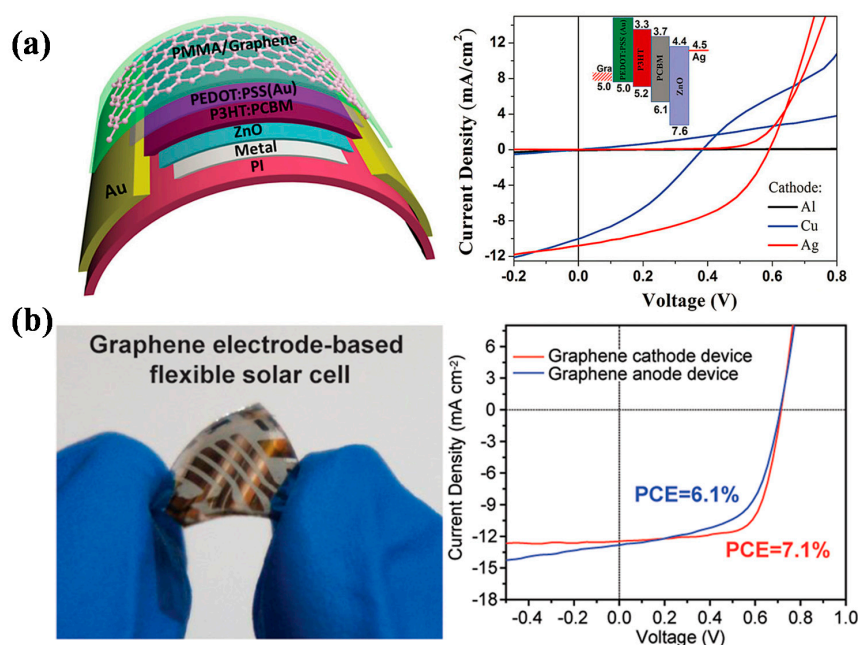 (a)
PMMA/Graphene
PEDOT:PSS(Au)
P3HT:PCBM
ZnO
Metal
PI
Au
Current Density (mA/cm²)
12
8
4
0
-4
-8
-12
-0.2 0.0 0.2 0.4 0.6 0.8
Voltage (V)
Gra
5.0
PEDOT:PSS (Au)
5.0
3.3
P3HT
5.2
3.7
PCBM
6.1
4.4
ZnO
7.6
4.5
Ag
Cathode:
Al
Cu
Ag
(b)
Graphene electrode-based
flexible solar cell
Current Density (mA cm⁻²)
6
3
0
-3
-6
-9
-12
-15
-18
-0.4 -0.2 0.0 0.2 0.4 0.6 0.8 1.0
Voltage (V)
Graphene cathode device
Graphene anode device
PCE=6.1%
PCE=7.1%